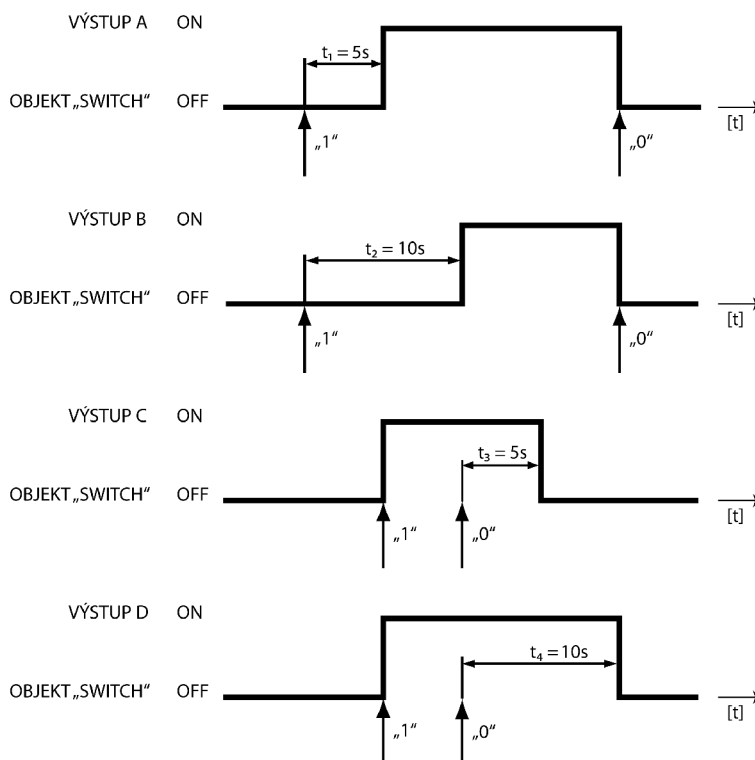 VÝSTUP A ON
t₁ = 5s
OBJEKT „SWITCH“ OFF
[t]
„1“ „0“
VÝSTUP B ON
t₂ = 10s
OBJEKT „SWITCH“ OFF
[t]
„1“ „0“
VÝSTUP C ON
t₃ = 5s
OBJEKT „SWITCH“ OFF
[t]
„1“ „0“
VÝSTUP D ON
t₄ = 10s
OBJEKT „SWITCH“ OFF
[t]
„1“ „0“